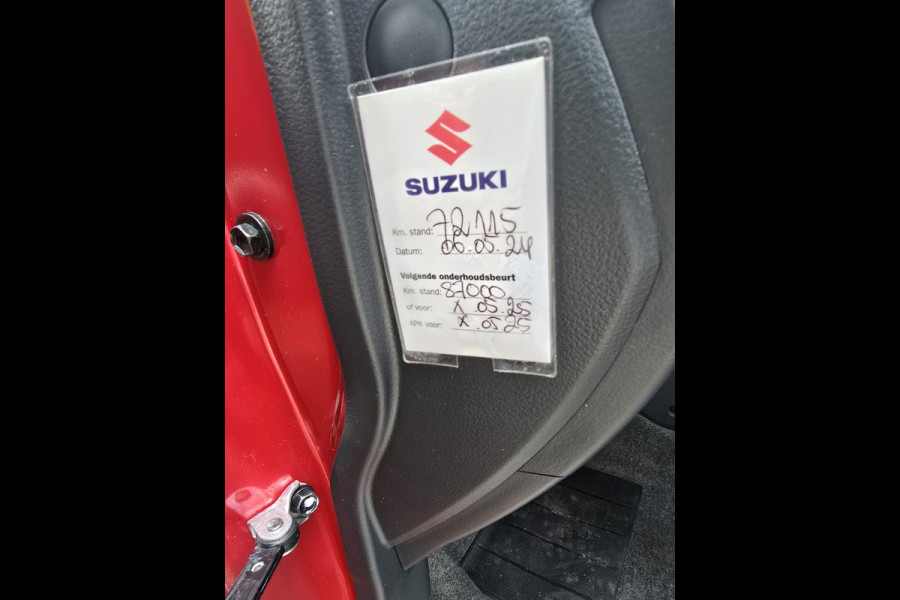 SUZUKI
Km. stand: 72115
Datum: 06.05.24
Volgende onderhoudsbeurt
Km. stand: 87000
of voor: X .05.25
APK voor: X .05.25